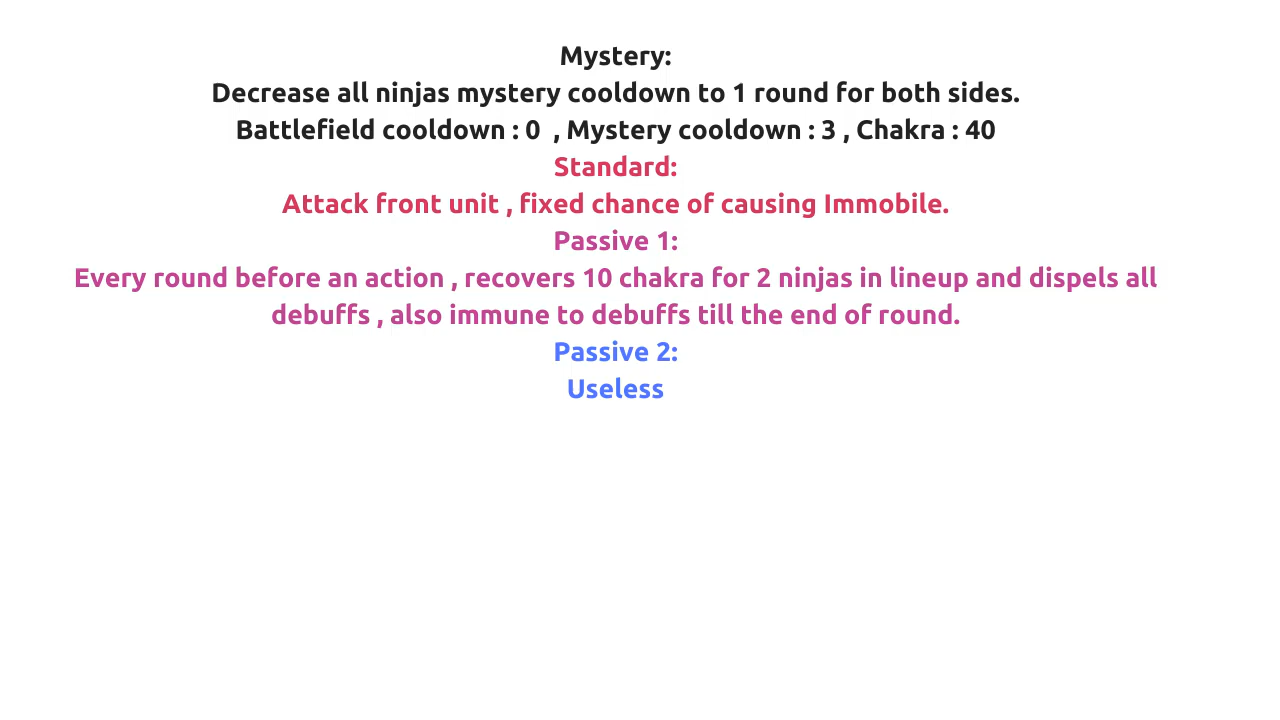 Mystery:
Decrease all ninjas mystery cooldown to 1 round for both sides.
Battlefield cooldown : 0  , Mystery cooldown : 3 , Chakra : 40
Standard:
Attack front unit , fixed chance of causing Immobile.
Passive 1:
Every round before an action , recovers 10 chakra for 2 ninjas in lineup and dispels all
debuffs , also immune to debuffs till the end of round.
Passive 2:
Useless